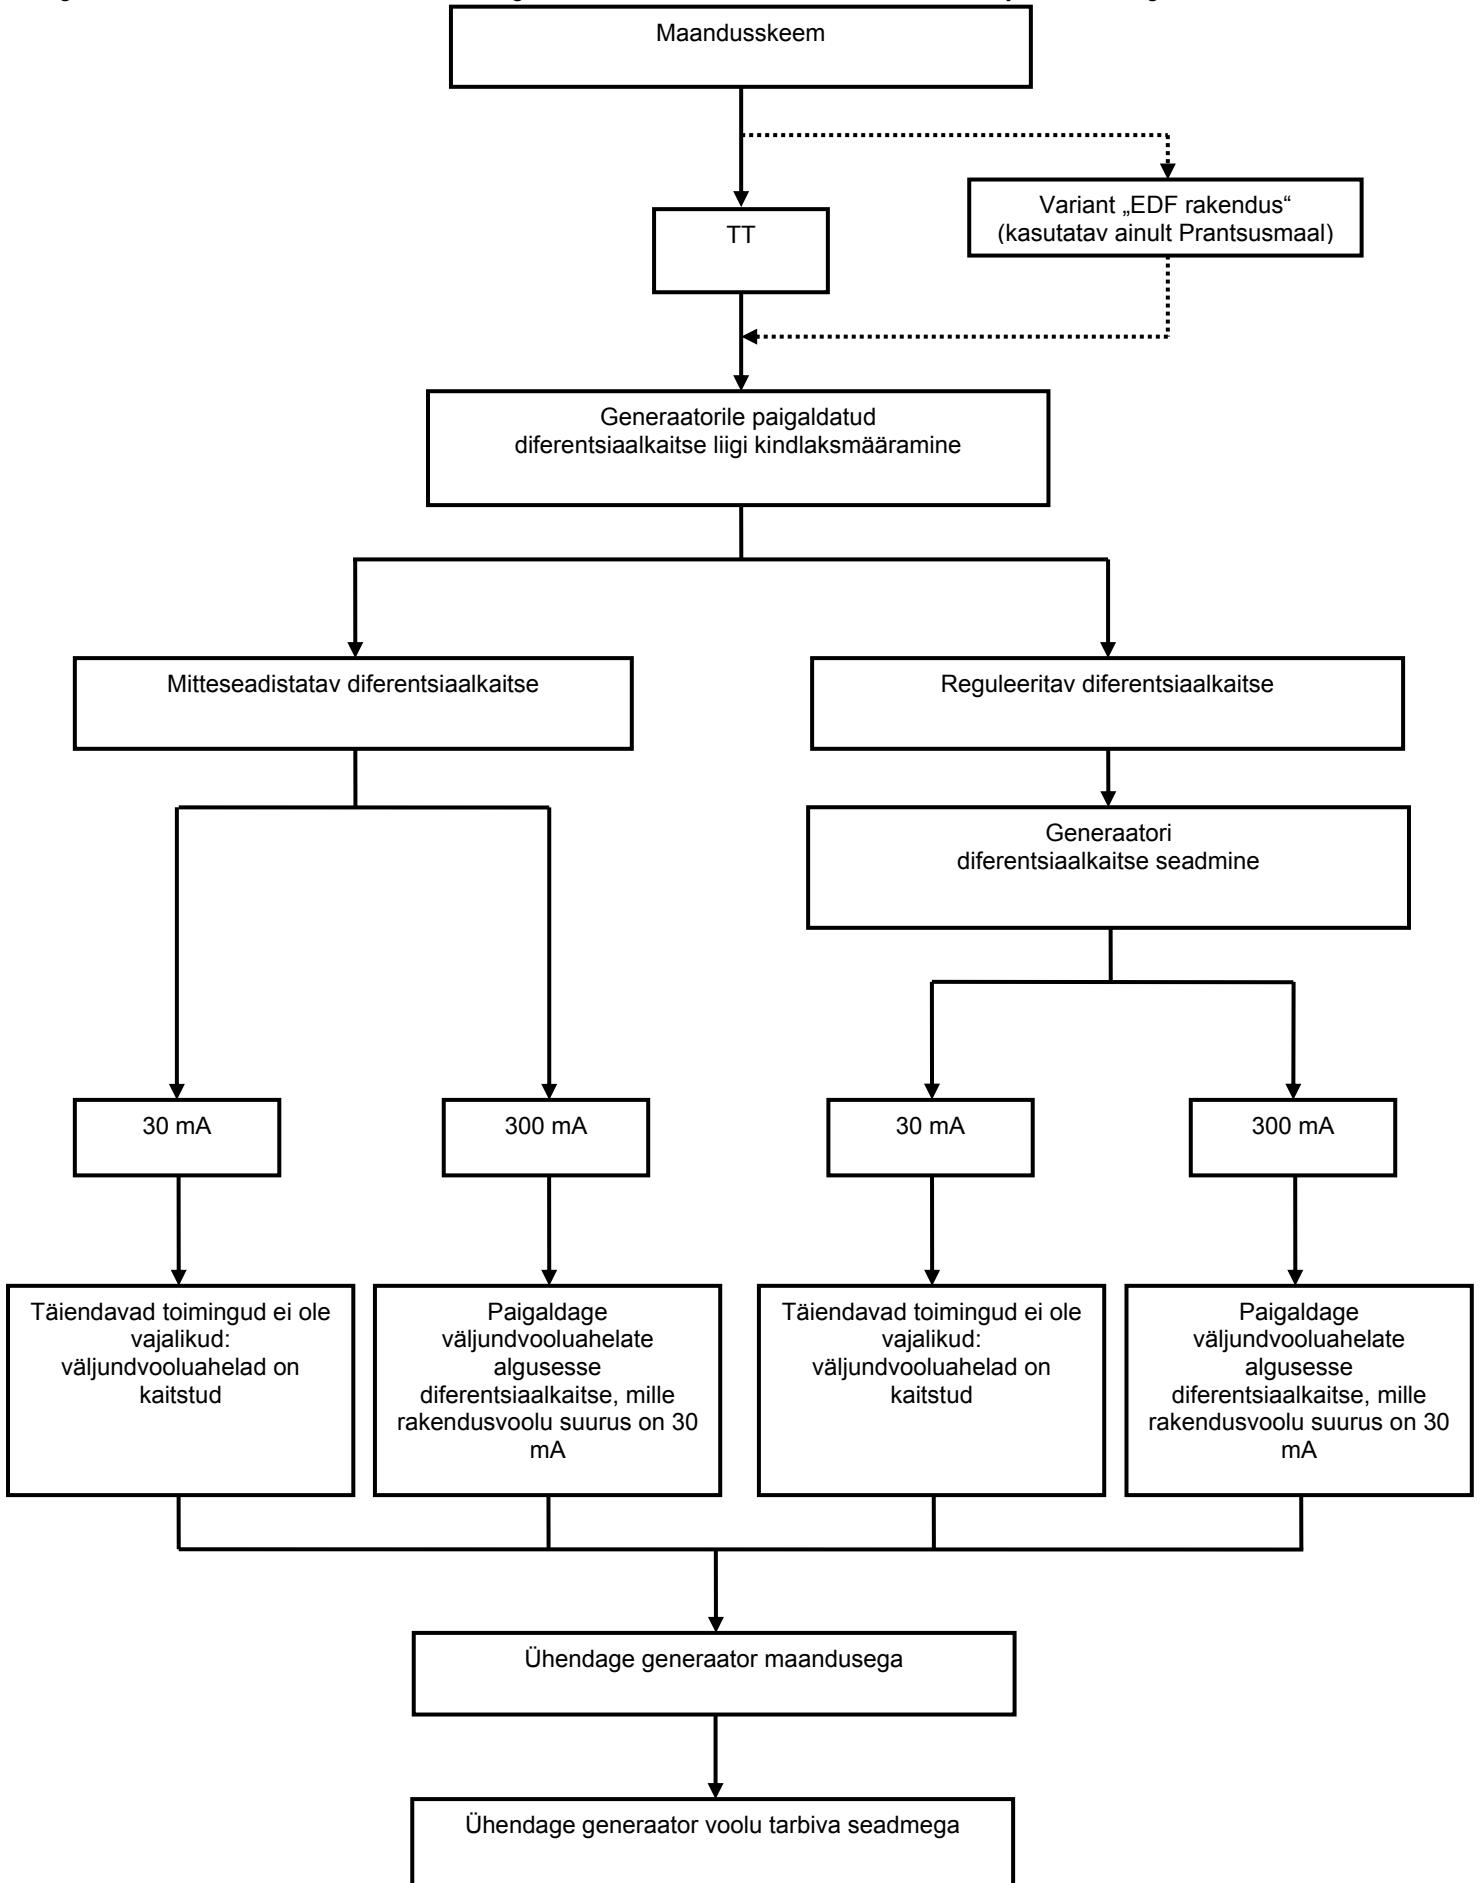 Maandusskeem
Variant „EDF rakendus“
(kasutatav ainult Prantsusmaal)
TT
Generaatorile paigaldatud
diferentsiaalkaitse liigi kindlaksmääramine
Mitteseadistatav diferentsiaalkaitse
Reguleeritav diferentsiaalkaitse
Generaatori
diferentsiaalkaitse seadmine
30 mA
300 mA
30 mA
300 mA
Täiendavad toimingud ei ole
vajalikud:
väljundvooluahelad on
kaitstud
Paigaldage
väljundvooluahelate
algusesse
diferentsiaalkaitse, mille
rakendusvoolu suurus on 30
mA
Täiendavad toimingud ei ole
vajalikud:
väljundvooluahelad on
kaitstud
Paigaldage
väljundvooluahelate
algusesse
diferentsiaalkaitse, mille
rakendusvoolu suurus on 30
mA
Ühendage generaator maandusega
Ühendage generaator voolu tarbiva seadmega